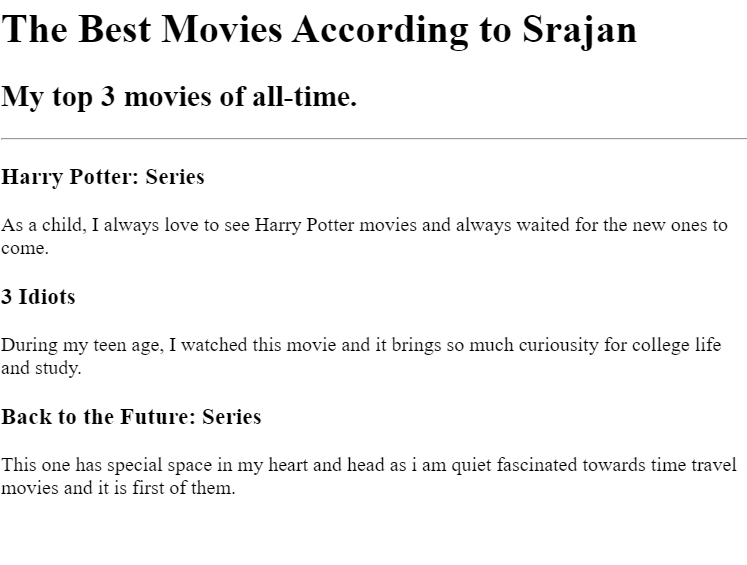 The Best Movies According to Srajan
My top 3 movies of all-time.
Harry Potter: Series
As a child, I always love to see Harry Potter movies and always waited for the new ones to
come.
3 Idiots
During my teen age, I watched this movie and it brings so much curiousity for college life
and study.
Back to the Future: Series
This one has special space in my heart and head as i am quiet fascinated towards time travel
movies and it is first of them.